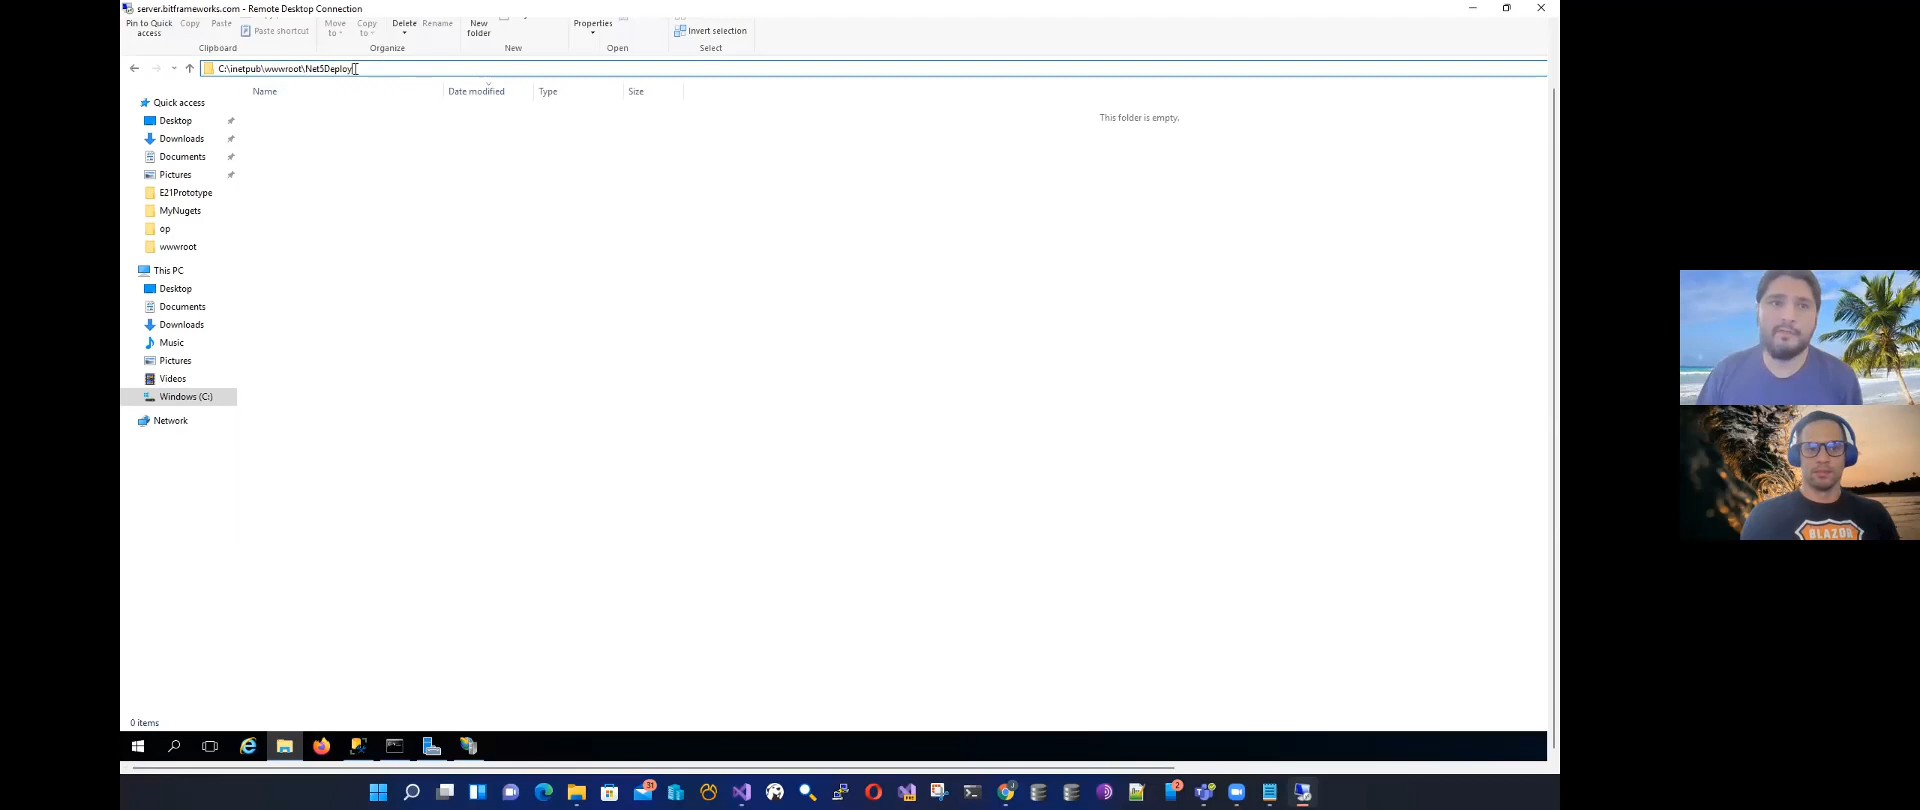 server.bitframeworks.com - Remote Desktop Connection
Pin to Quick access
Copy
Paste
Paste shortcut
Move to
Copy to
Delete
Rename
New folder
Properties
Invert selection
Clipboard
Organize
New
Open
Select
C:\inetpub\wwwroot\Net5Deploy
Name
Date modified
Type
Size
This folder is empty.
Quick access
Desktop
Downloads
Documents
Pictures
E21Prototype
MyNugets
op
wwwroot
This PC
Desktop
Documents
Downloads
Music
Pictures
Videos
Windows (C:)
Network
0 items
BLAZOR
31
2